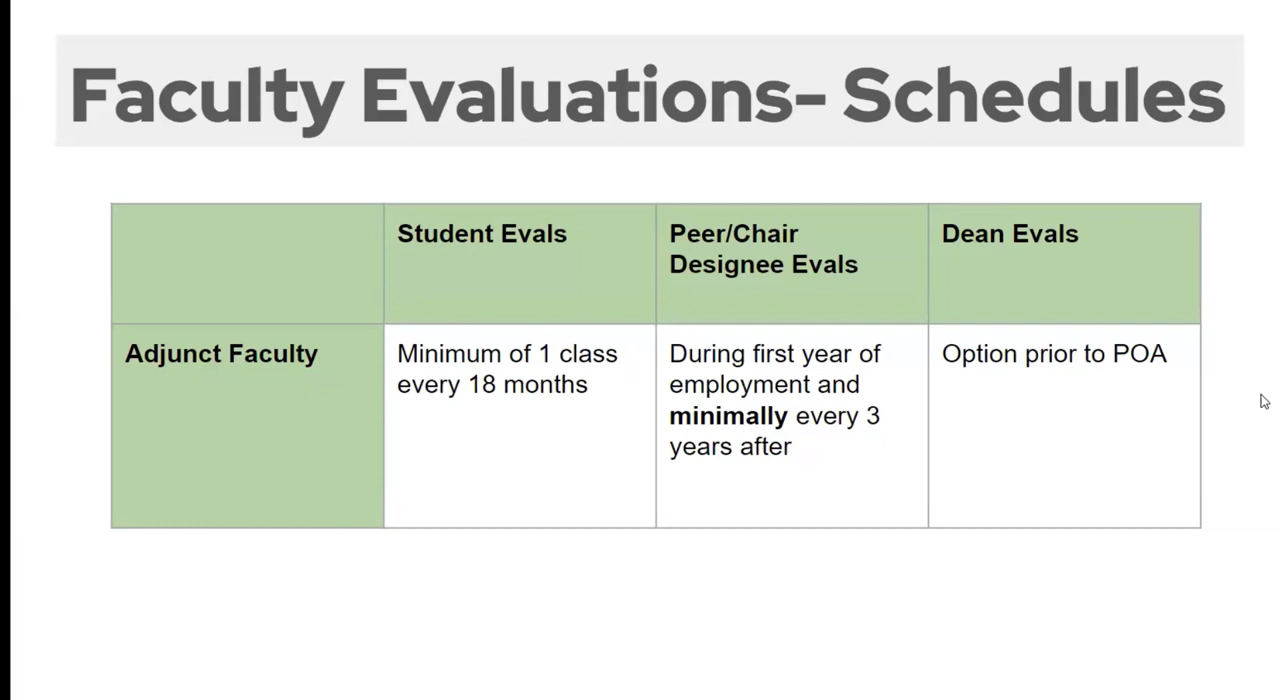 Faculty Evaluations- Schedules
Student Evals
Peer/Chair
Designee Evals
Dean Evals
Adjunct Faculty
Minimum of 1 class
every 18 months
During first year of
employment and
minimally every 3
years after
Option prior to POA